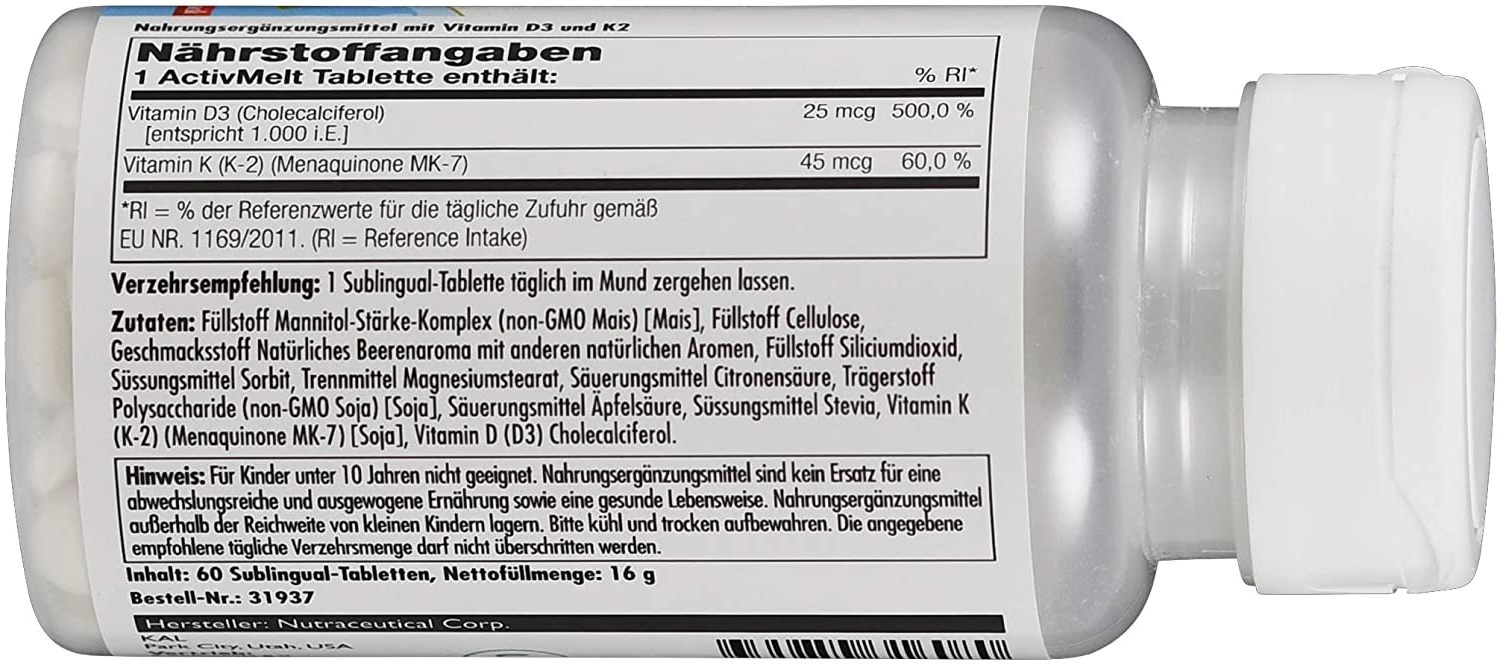 Nahrungsergänzungsmittel mit Vitamin D3 und K2
Nährstoffangaben
1 ActivMelt Tablette enthält: % RI*
Vitamin D3 (Cholecalciferol) 25 mcg 500,0 %
[entspricht 1.000 i.E.]
Vitamin K (K-2) (Menaquinone MK-7) 45 mcg 60,0 %
*RI = % der Referenzwerte für die tägliche Zufuhr gemäß
EU NR. 1169/2011. (RI = Reference Intake)
Verzehrsempfehlung: 1 Sublingual-Tablette täglich im Mund zergehen lassen.
Zutaten: Füllstoff Mannitol-Stärke-Komplex (non-GMO Mais) [Mais], Füllstoff Cellulose,
Geschmacksstoff Natürliches Beerenaroma mit anderen natürlichen Aromen, Füllstoff Siliciumdioxid,
Süssungsmittel Sorbit, Trennmittel Magnesiumstearat, Säuerungsmittel Citronensäure, Trägerstoff
Polysaccharide (non-GMO Soja) [Soja], Säuerungsmittel Äpfelsäure, Süssungsmittel Stevia, Vitamin K
(K-2) (Menaquinone MK-7) [Soja], Vitamin D (D3) Cholecalciferol.
Hinweis: Für Kinder unter 10 Jahren nicht geeignet. Nahrungsergänzungsmittel sind kein Ersatz für eine
abwechslungsreiche und ausgewogene Ernährung sowie eine gesunde Lebensweise. Nahrungsergänzungsmittel
außerhalb der Reichweite von kleinen Kindern lagern. Bitte kühl und trocken aufbewahren. Die angegebene
empfohlene tägliche Verzehrsmenge darf nicht überschritten werden.
Inhalt: 60 Sublingual-Tabletten, Nettofüllmenge: 16 g
Bestell-Nr.: 31937
Hersteller: Nutraceutical Corp.
KAL
Park City, Utah, USA